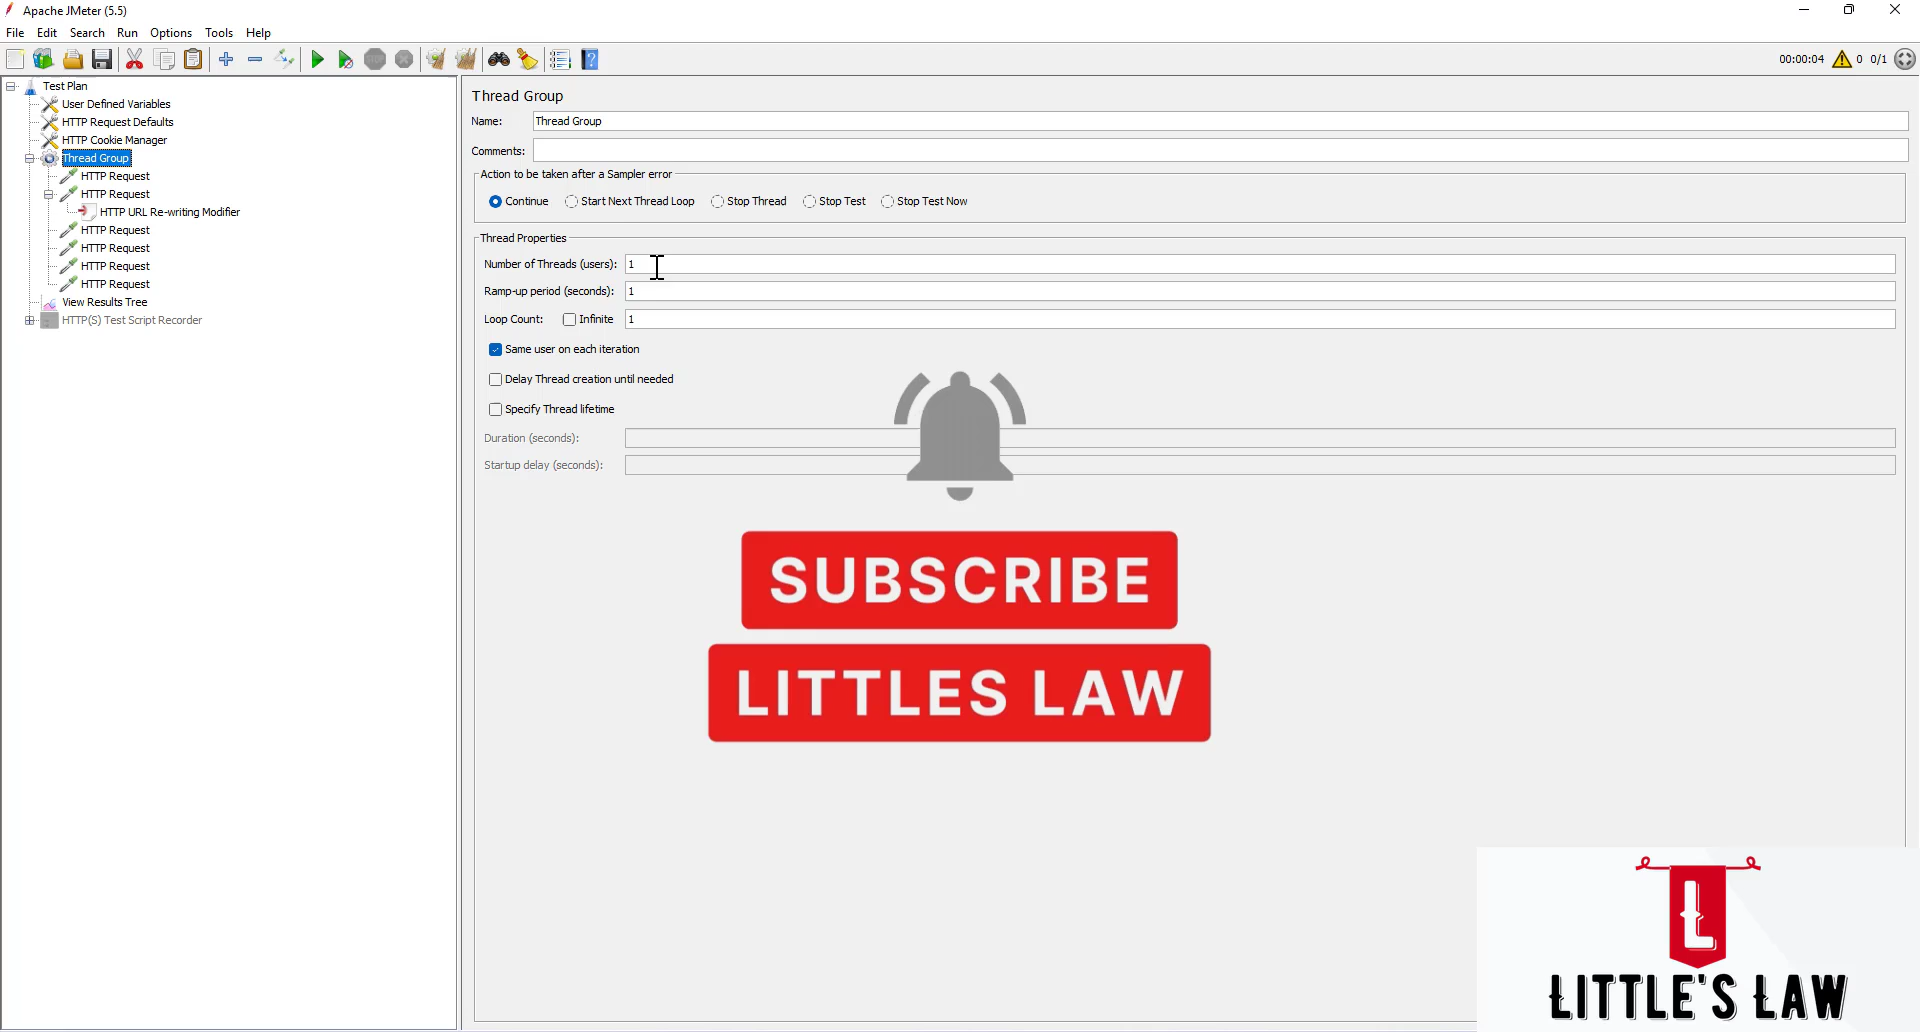 Apache JMeter (5.5)
File Edit Search Run Options Tools Help
00:00:04 0 0/1
Test Plan
User Defined Variables
HTTP Request Defaults
HTTP Cookie Manager
Thread Group
HTTP Request
HTTP Request
HTTP URL Re-writing Modifier
HTTP Request
HTTP Request
HTTP Request
HTTP Request
View Results Tree
HTTP(S) Test Script Recorder
Thread Group
Name: Thread Group
Comments:
Action to be taken after a Sampler error
Continue Start Next Thread Loop Stop Thread Stop Test Stop Test Now
Thread Properties
Number of Threads (users): 1
Ramp-up period (seconds): 1
Loop Count: Infinite 1
Same user on each iteration
Delay Thread creation until needed
Specify Thread lifetime
Duration (seconds):
Startup delay (seconds):
SUBSCRIBE
LITTLES LAW
L
LITTLE'S LAW